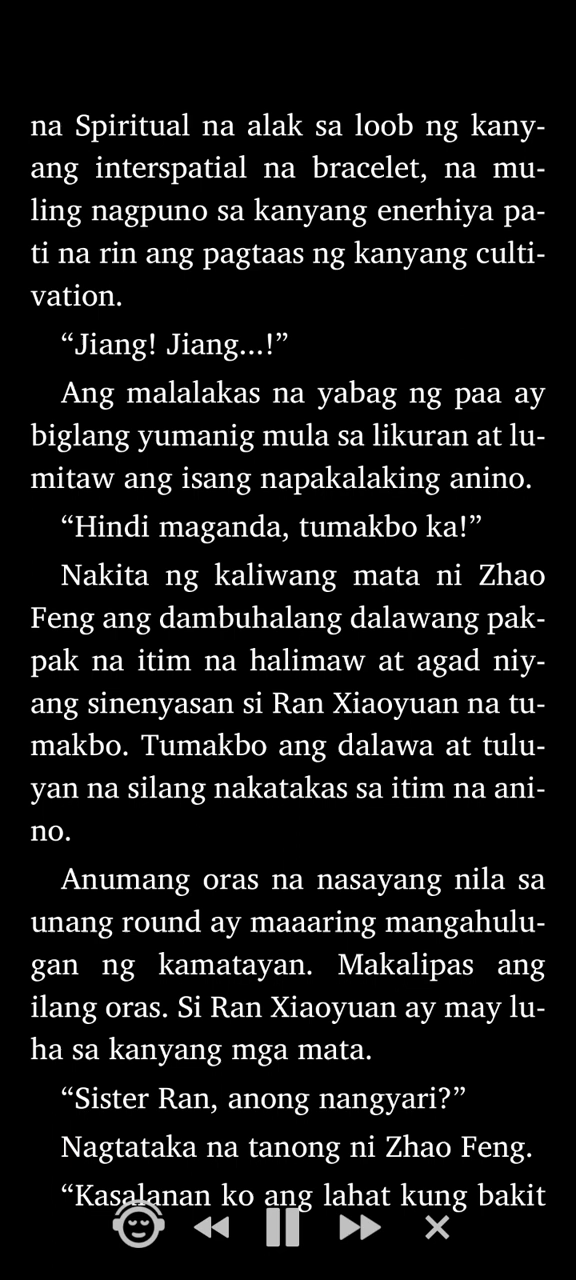 na Spiritual na alak sa loob ng kany-
ang interspatial na bracelet, na mu-
ling nagpuno sa kanyang enerhiya pa-
ti na rin ang pagtaas ng kanyang culti-
vation.
“Jiang! Jiang...!”
Ang malalakas na yabag ng paa ay
biglang yumanig mula sa likuran at lu-
mitaw ang isang napakalaking anino.
“Hindi maganda, tumakbo ka!”
Nakita ng kaliwang mata ni Zhao
Feng ang dambuhalang dalawang pak-
pak na itim na halimaw at agad niy-
ang sinenyasan si Ran Xiaoyuan na tu-
makbo. Tumakbo ang dalawa at tulu-
yan na silang nakatakas sa itim na ani-
no.
Anumang oras na nasayang nila sa
unang round ay maaaring mangahulu-
gan ng kamatayan. Makalipas ang
ilang oras. Si Ran Xiaoyuan ay may lu-
ha sa kanyang mga mata.
“Sister Ran, anong nangyari?”
Nagtataka na tanong ni Zhao Feng.
“Kasalanan ko ang lahat kung bakit